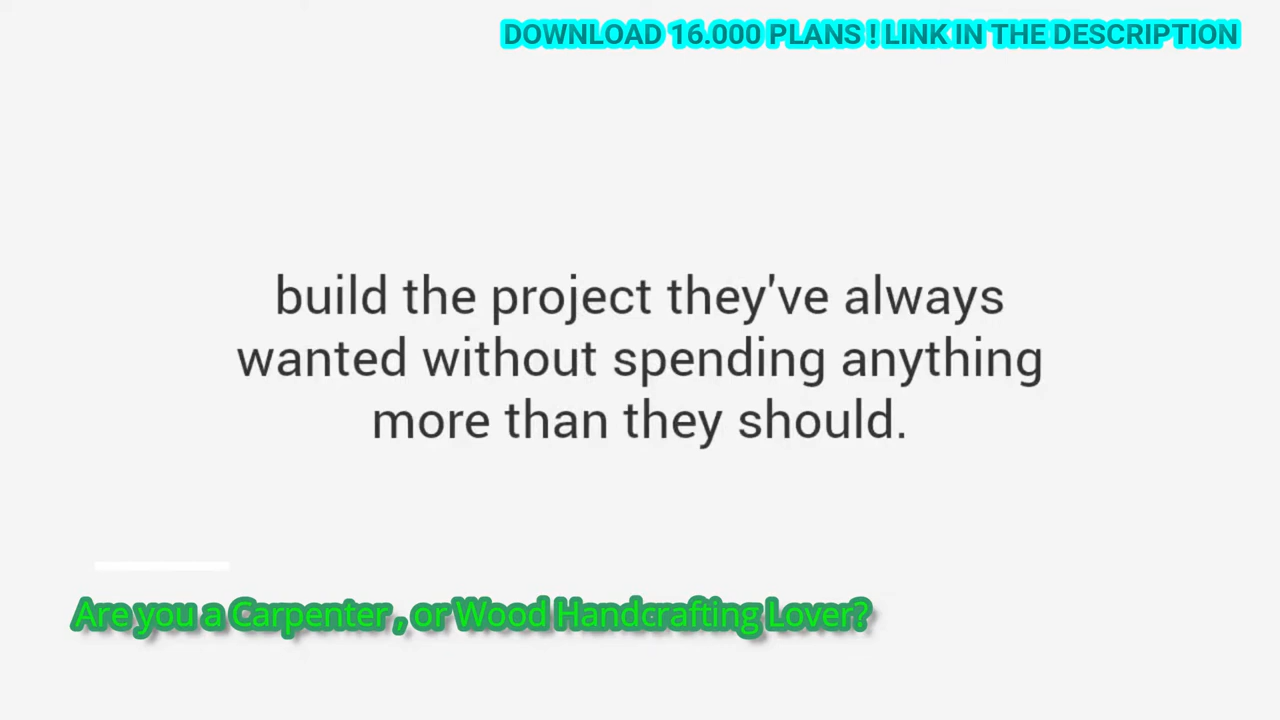 DOWNLOAD 16.000 PLANS ! LINK IN THE DESCRIPTION
build the project they've always
wanted without spending anything
more than they should.
Are you a Carpenter , or Wood Handcrafting Lover?